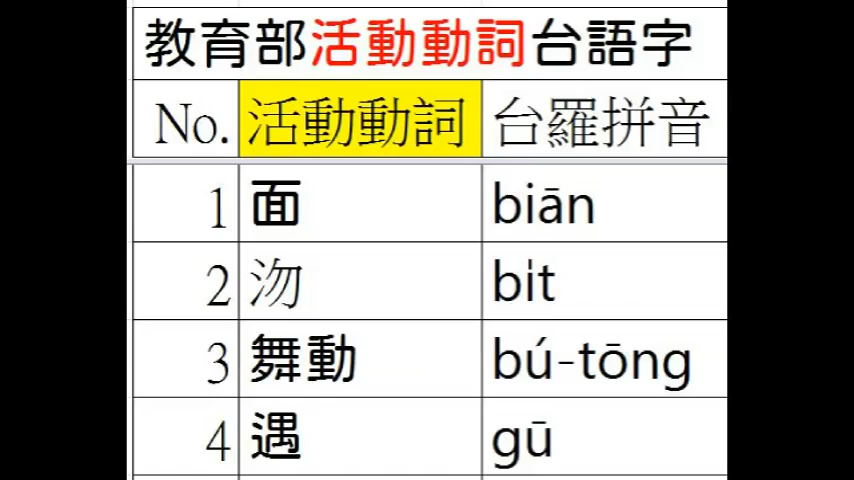 教育部活動動詞台語字
No. 活動動詞 台羅拼音
1 面 biān
2 沕 bi̍t
3 舞動 bú-tōng
4 遇 gū